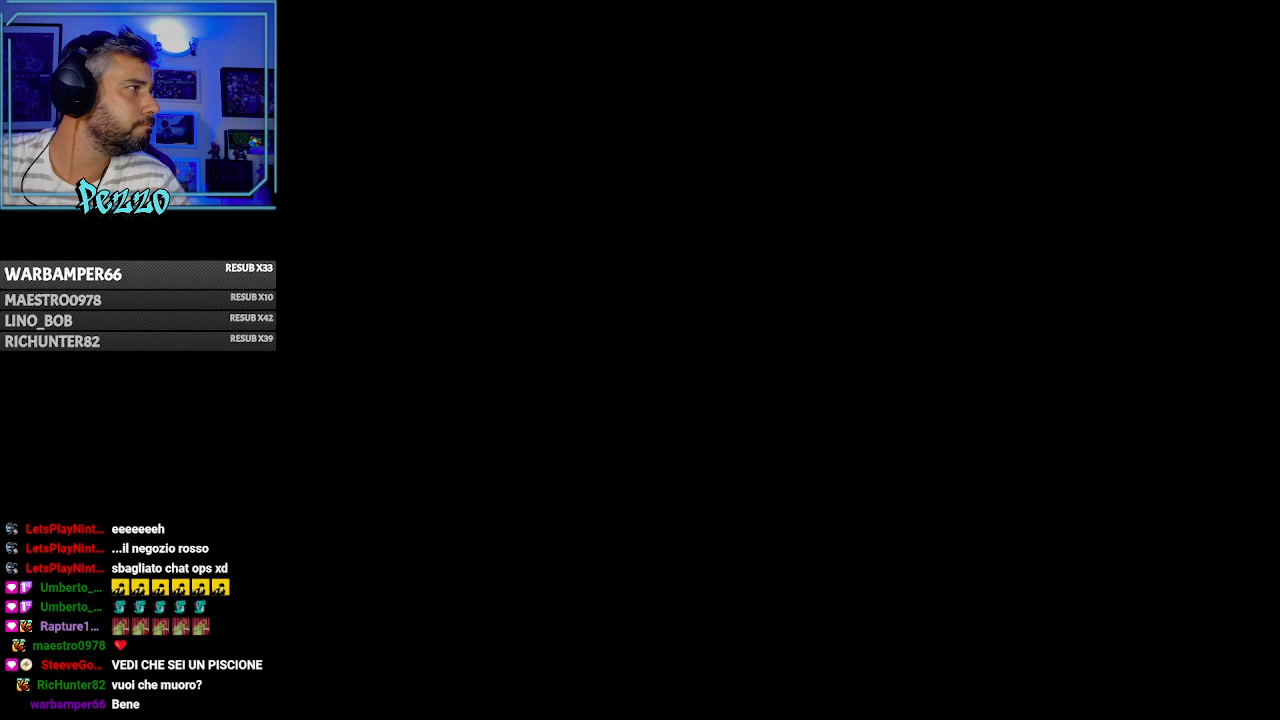 Pezzo
WARBAMPER66 RESUB X33
MAESTRO0978 RESUB X10
LINO_BOB RESUB X42
RICHUNTER82 RESUB X39
LetsPlayNint... eeeeeeeh
LetsPlayNint... ...il negozio rosso
LetsPlayNint... sbagliato chat ops xd
Umberto_...
Umberto_...
Rapture1...
maestro0978
SteeveGo... VEDI CHE SEI UN PISCIONE
RicHunter82 vuoi che muoro?
warbamper66 Bene